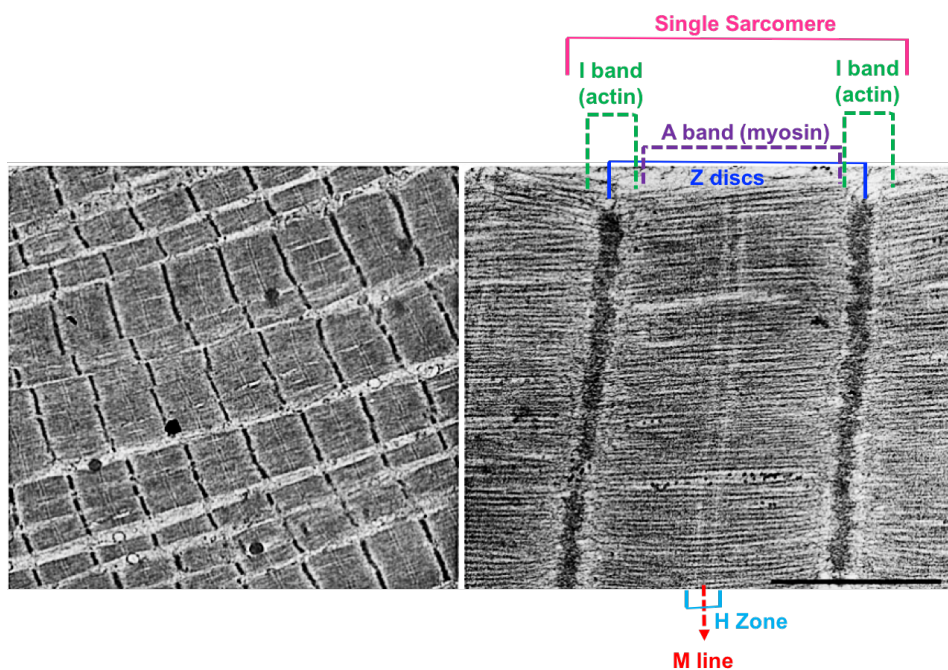 Single Sarcomere
I band
(actin)
I band
(actin)
A band (myosin)
Z discs
H Zone
M line